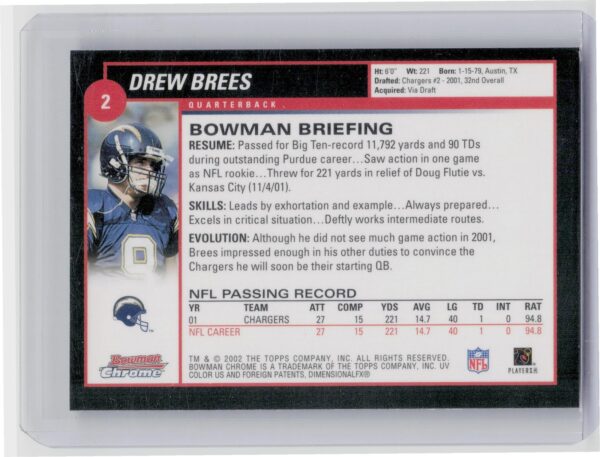 2
DREW BREES
QUARTERBACK
Ht: 6'0" Wt: 221 Born: 1-15-79, Austin, TX
Drafted: Chargers #2 - 2001, 32nd Overall
Acquired: Via Draft
BOWMAN BRIEFING
RESUME: Passed for Big Ten-record 11,792 yards and 90 TDs
during outstanding Purdue career...Saw action in one game
as NFL rookie...Threw for 221 yards in relief of Doug Flutie vs.
Kansas City (11/4/01).
SKILLS: Leads by exhortation and example...Always prepared...
Excels in critical situation...Deftly works intermediate routes.
EVOLUTION: Although he did not see much game action in 2001,
Brees impressed enough in his other duties to convince the
Chargers he will soon be their starting QB.
9
NFL PASSING RECORD
YR TEAM ATT COMP YDS AVG LG TD INT RAT
01 CHARGERS 27 15 221 14.7 40 1 0 94.8
NFL CAREER 27 15 221 14.7 40 1 0 94.8
Bowman
Chrome
TM & © 2002 THE TOPPS COMPANY, INC. ALL RIGHTS RESERVED.
BOWMAN CHROME IS A TRADEMARK OF THE TOPPS COMPANY, INC. UV
COLOR US AND FOREIGN PATENTS, DIMENSIONALFX®
NFL
PLAYERS